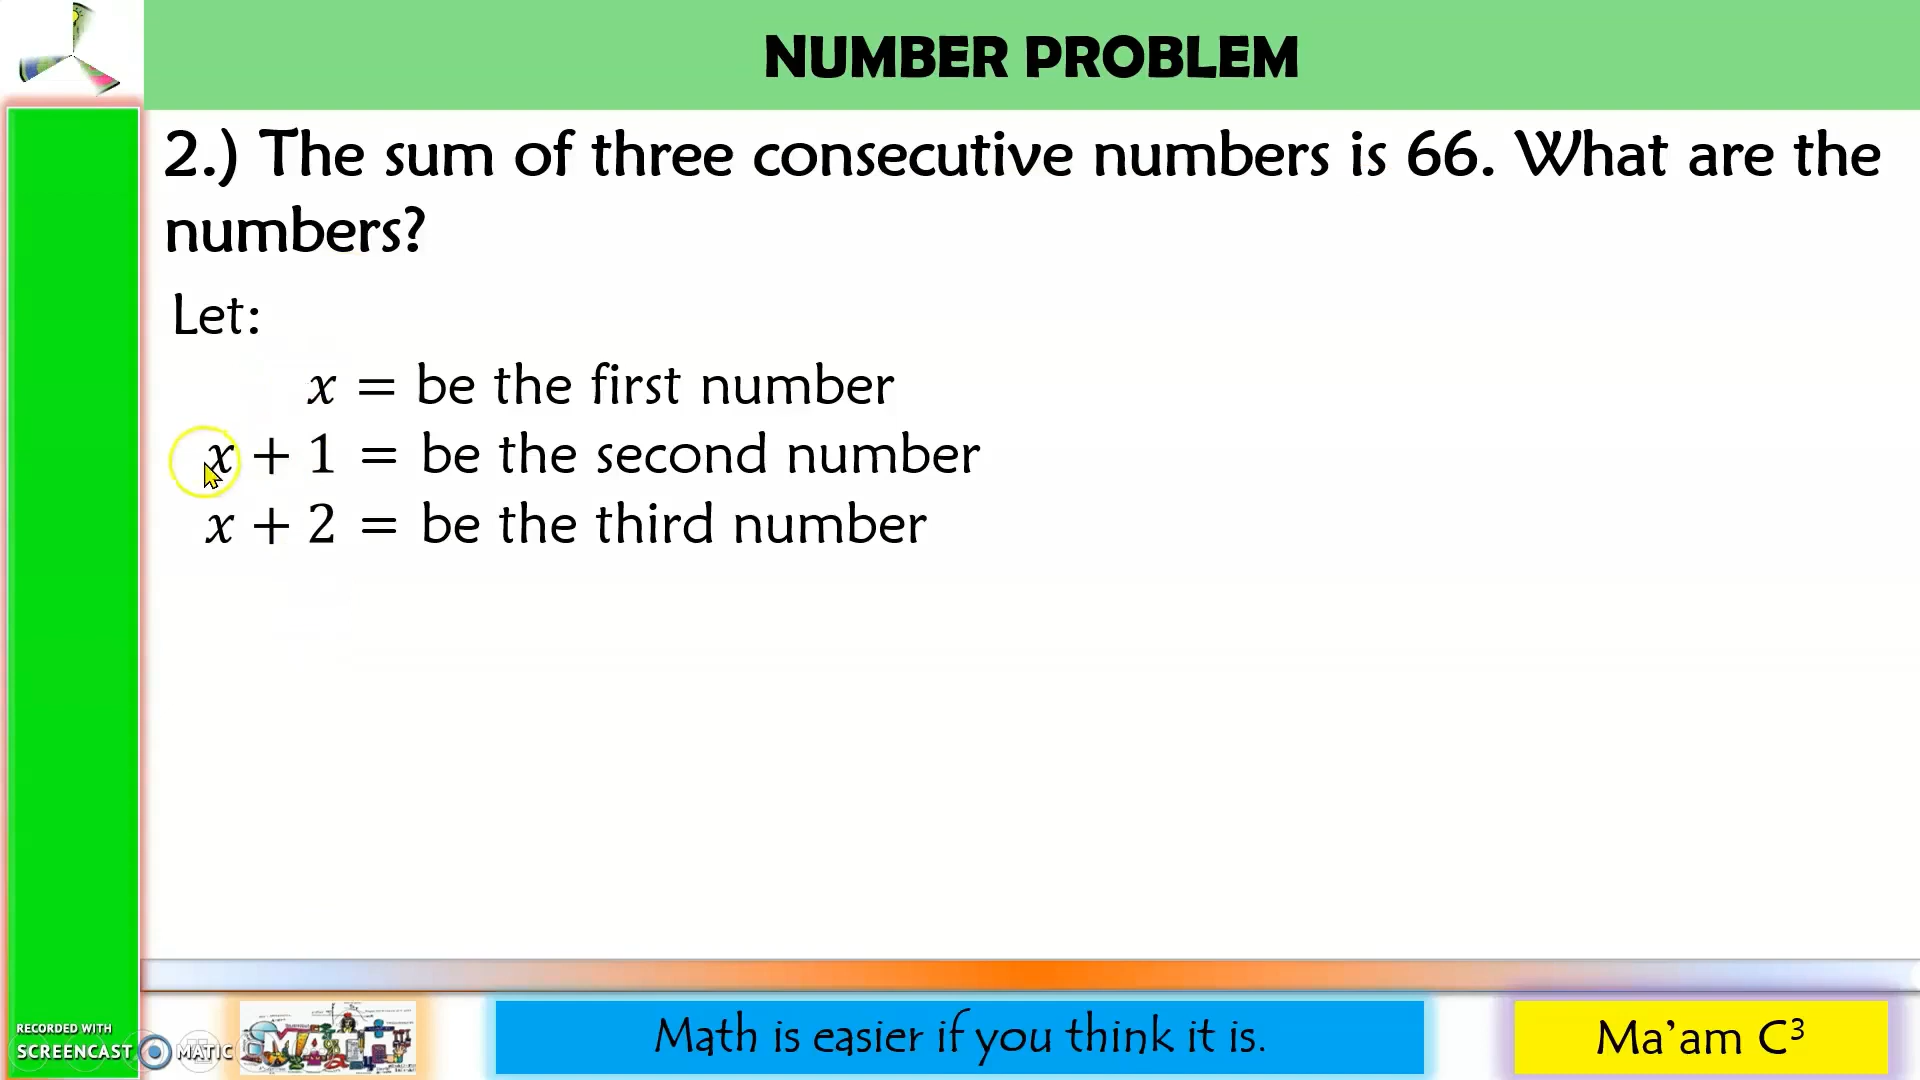 NUMBER PROBLEM
2.) The sum of three consecutive numbers is 66. What are the
numbers?
Let:
x = be the first number
x + 1 = be the second number
x + 2 = be the third number
RECORDED WITH
SCREENCAST MATIC
MATH
Math is easier if you think it is.
Ma’am C³